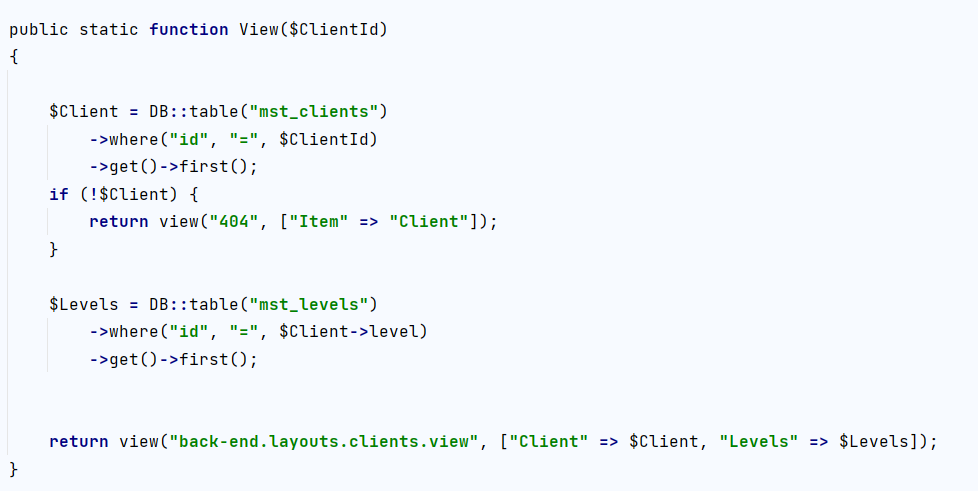 public static function View($ClientId)
{
    $Client = DB::table("mst_clients")
        ->where("id", "=", $ClientId)
        ->get()->first();
    if (!$Client) {
        return view("404", ["Item" => "Client"]);
    }
    $Levels = DB::table("mst_levels")
        ->where("id", "=", $Client->level)
        ->get()->first();
    return view("back-end.layouts.clients.view", ["Client" => $Client, "Levels" => $Levels]);
}